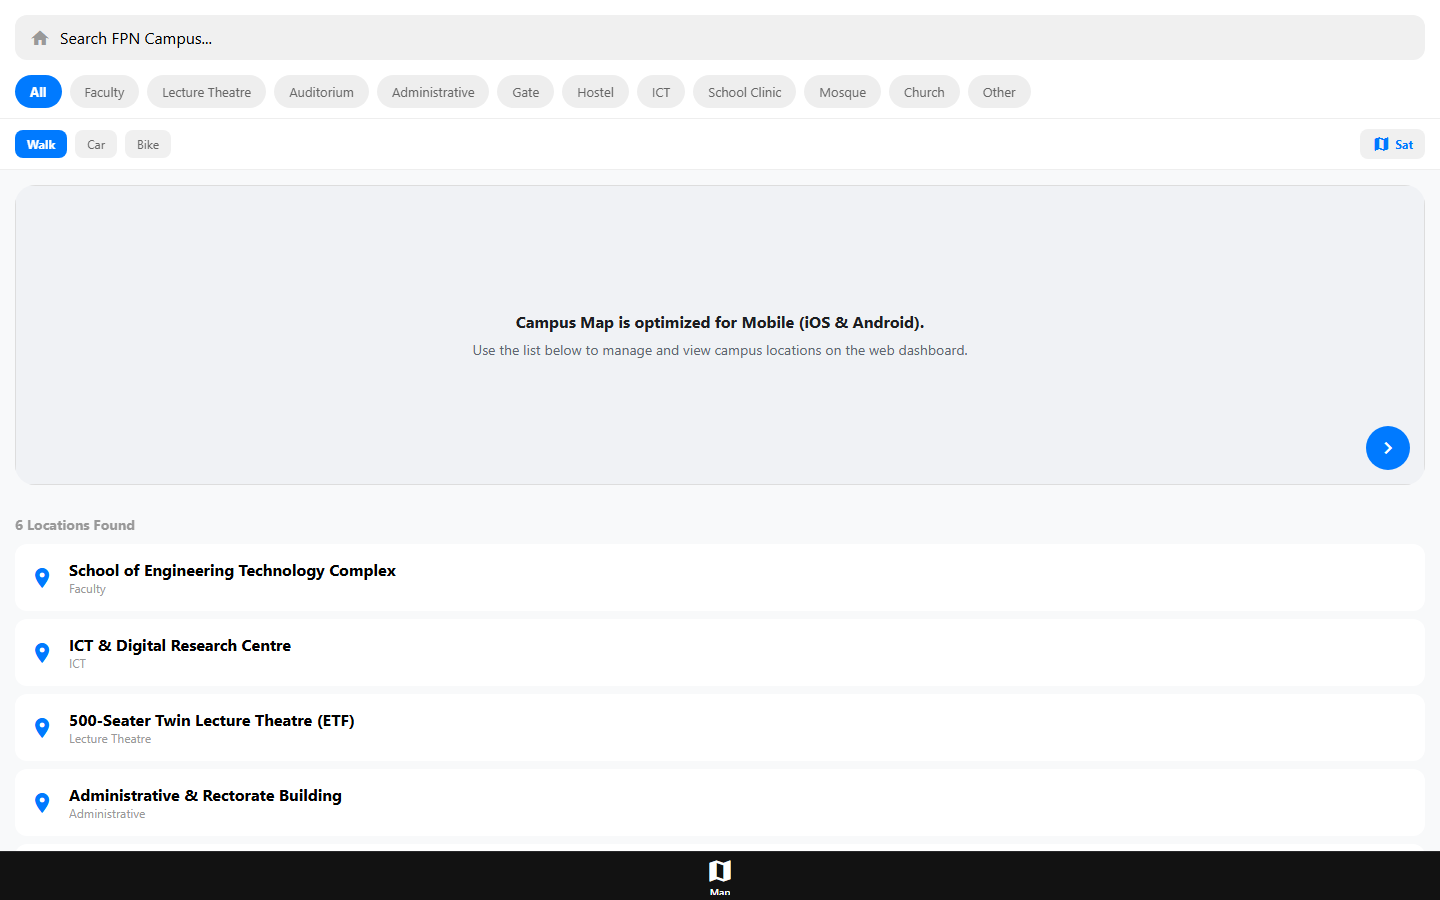 Search FPN Campus...
All Faculty Lecture Theatre Auditorium Administrative Gate Hostel ICT School Clinic Mosque Church Other
Walk Car Bike Sat
Campus Map is optimized for Mobile (iOS & Android).
Use the list below to manage and view campus locations on the web dashboard.
6 Locations Found
School of Engineering Technology Complex
Faculty
ICT & Digital Research Centre
ICT
500-Seater Twin Lecture Theatre (ETF)
Lecture Theatre
Administrative & Rectorate Building
Administrative
Map